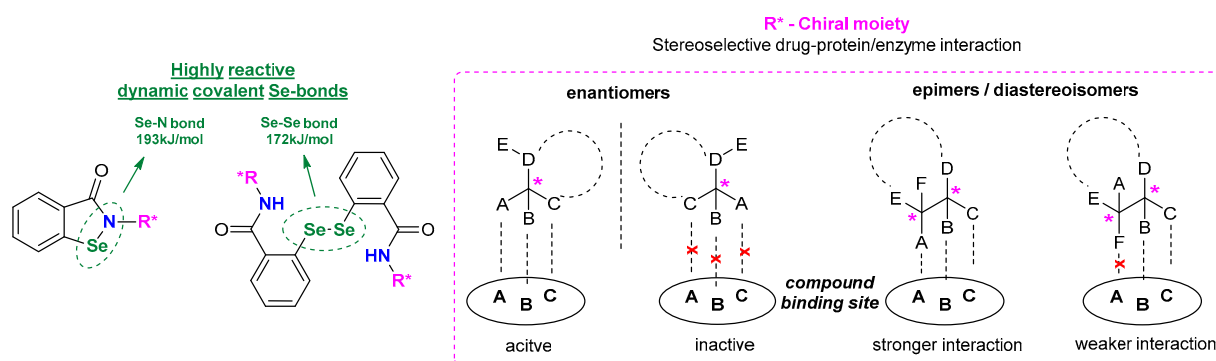 R* - Chiral moiety
Stereoselective drug-protein/enzyme interaction
Highly reactive
dynamic covalent Se-bonds
Se-N bond
193kJ/mol
Se-Se bond
172kJ/mol
O
N
R*
Se
*R
NH
O
Se
Se
O
HN
R*
enantiomers
E
D
*
A
B
C
A
B
C
acitve
D
E
*
C
B
A
x
x
x
A
B
C
inactive
compound
binding site
epimers / diastereoisomers
D
F
E
*
*
C
B
A
A
B
C
stronger interaction
D
A
E
*
*
C
B
F
x
A
B
C
weaker interaction